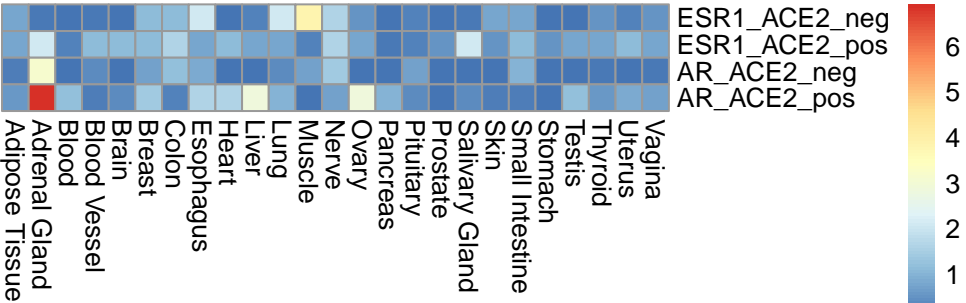 ESR1_ACE2_neg
ESR1_ACE2_pos
AR_ACE2_neg
AR_ACE2_pos
Adipose Tissue
Adrenal Gland
Blood
Blood Vessel
Brain
Breast
Colon
Esophagus
Heart
Liver
Lung
Muscle
Nerve
Ovary
Pancreas
Pituitary
Prostate
Salivary Gland
Skin
Small Intestine
Stomach
Testis
Thyroid
Uterus
Vagina
6
5
4
3
2
1